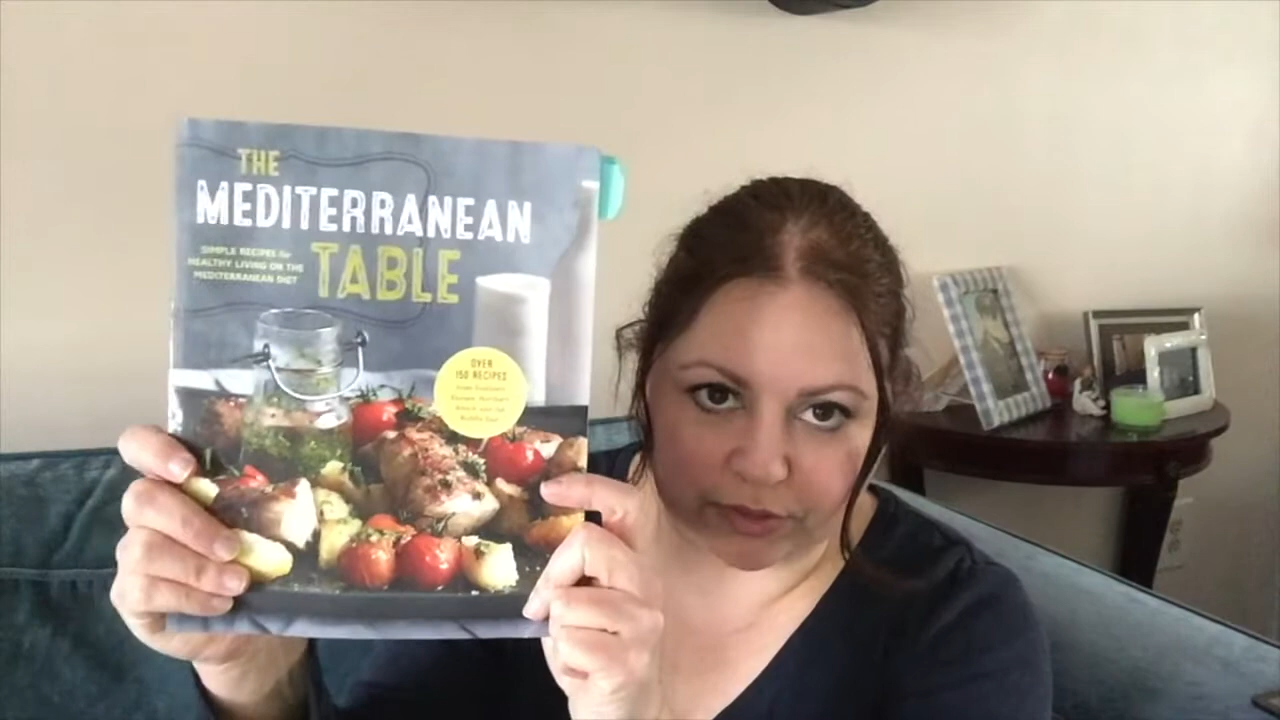 THE
MEDITERRANEAN
TABLE
SIMPLE RECIPES for
HEALTHY LIVING ON THE
MEDITERRANEAN DIET
OVER
150 RECIPES